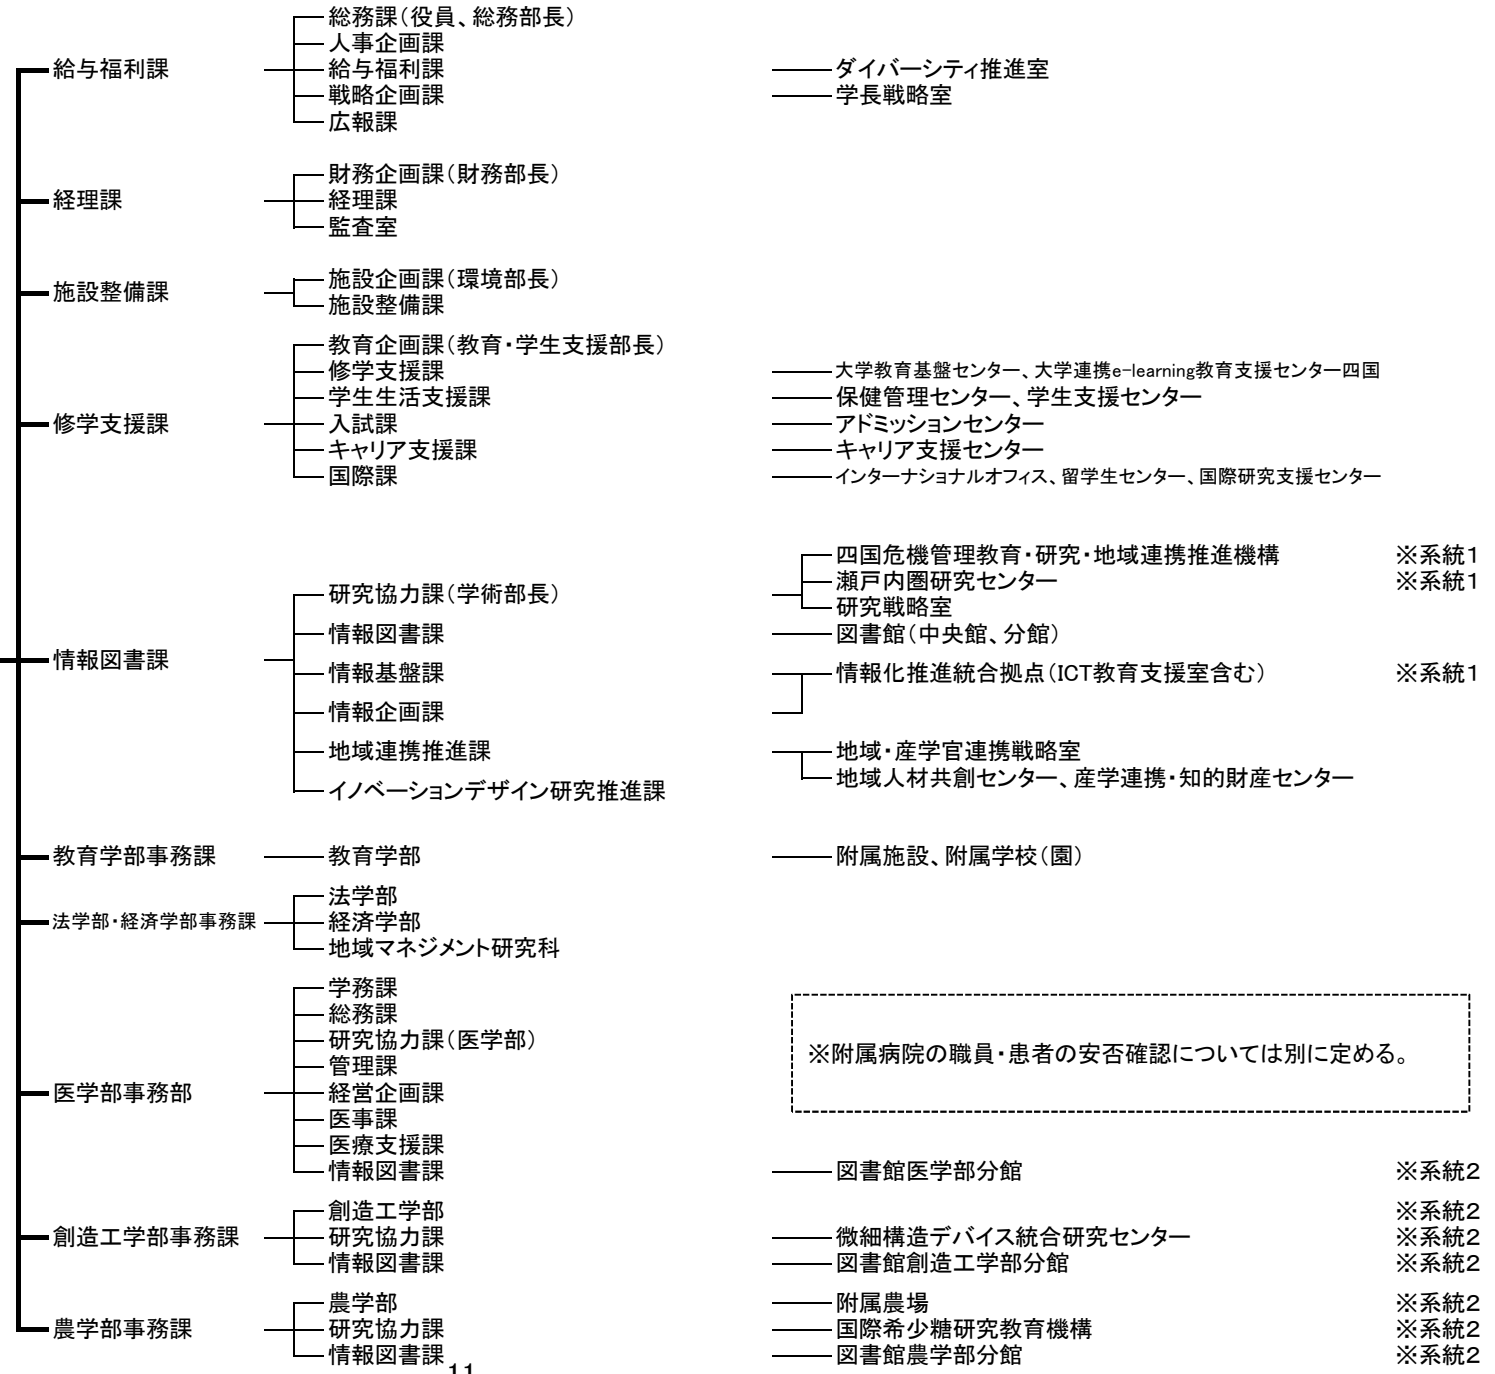 総務課（役員、総務部長）
人事企画課
給与福利課 給与福利課 ダイバーシティ推進室
戦略企画課 学長戦略室
広報課
財務企画課（財務部長）
経理課 経理課
監査室
施設企画課（環境部長）
施設整備課
施設整備課
教育企画課（教育・学生支援部長）
修学支援課 大学教育基盤センター、大学連携e-learning教育支援センター四国
学生生活支援課 保健管理センター、学生支援センター
修学支援課 入試課 アドミッションセンター
キャリア支援課 キャリア支援センター
国際課 インターナショナルオフィス、留学生センター、国際研究支援センター
四国危機管理教育・研究・地域連携推進機構 ※系統1
瀬戸内圏研究センター ※系統1
研究協力課（学術部長）
研究戦略室
情報図書課 図書館（中央館、分館）
情報図書課
情報基盤課 情報化推進統合拠点（ICT教育支援室含む） ※系統1
情報企画課
地域連携推進課 地域・産学官連携戦略室
地域人材共創センター、産学連携・知的財産センター
イノベーションデザイン研究推進課
教育学部事務課 教育学部 附属施設、附属学校（園）
法学部
法学部・経済学部事務課 経済学部
地域マネジメント研究科
学務課
総務課
研究協力課（医学部）
※附属病院の職員・患者の安否確認については別に定める。
管理課
医学部事務部 経営企画課
医事課
医療支援課
情報図書課 図書館医学部分館 ※系統2
創造工学部 ※系統2
創造工学部事務課 研究協力課 微細構造デバイス統合研究センター ※系統2
情報図書課 図書館創造工学部分館 ※系統2
農学部 附属農場 ※系統2
農学部事務課 研究協力課 国際希少糖研究教育機構 ※系統2
情報図書課 図書館農学部分館 ※系統2
11